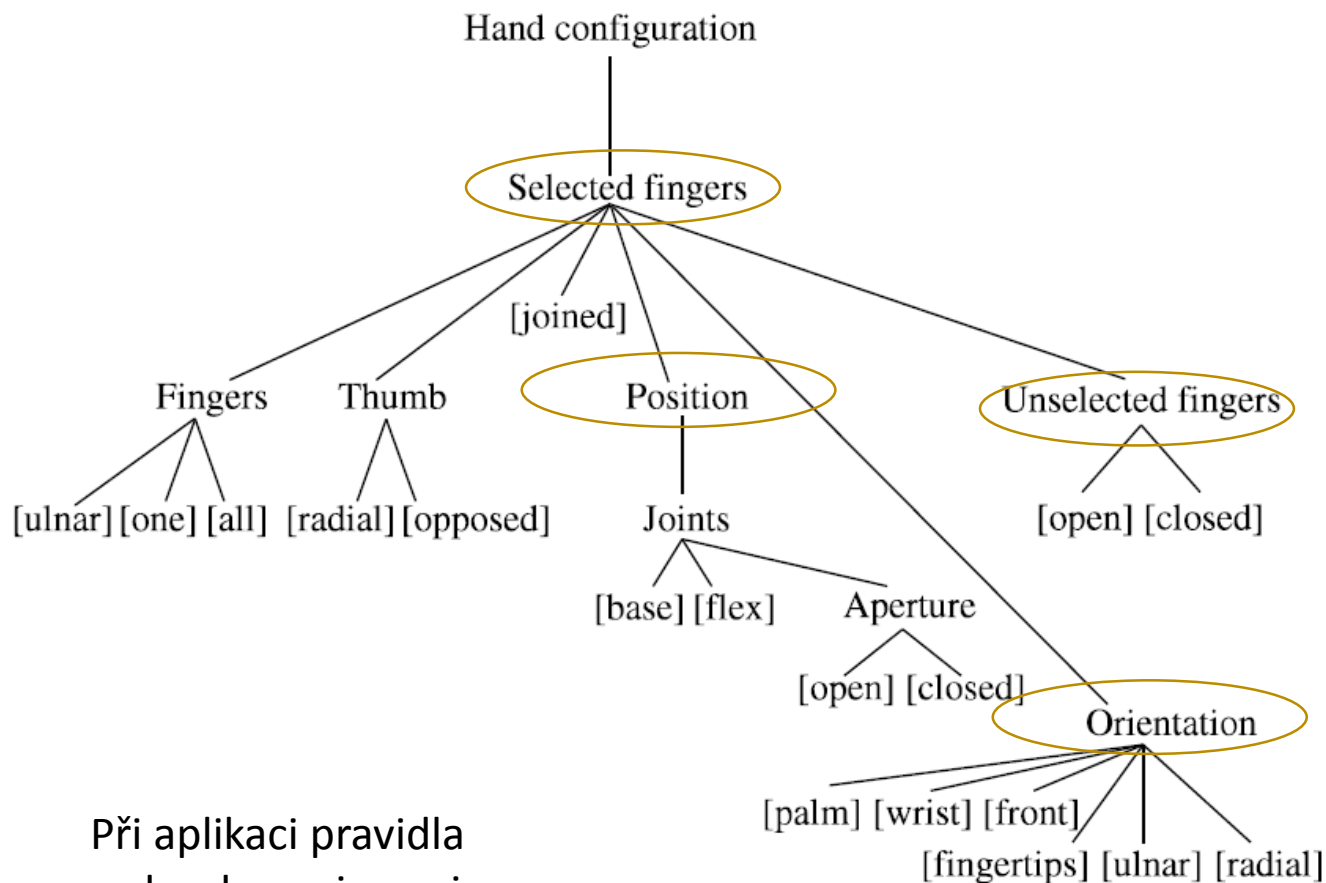 Hand configuration
Selected fingers
[joined]
Fingers Thumb Position Unselected fingers
[ulnar] [one] [all] [radial] [opposed] Joints [open] [closed]
[base] [flex] Aperture
[open] [closed]
Orientation
[palm] [wrist] [front]
[fingertips] [ulnar] [radial]
Při aplikaci pravidla